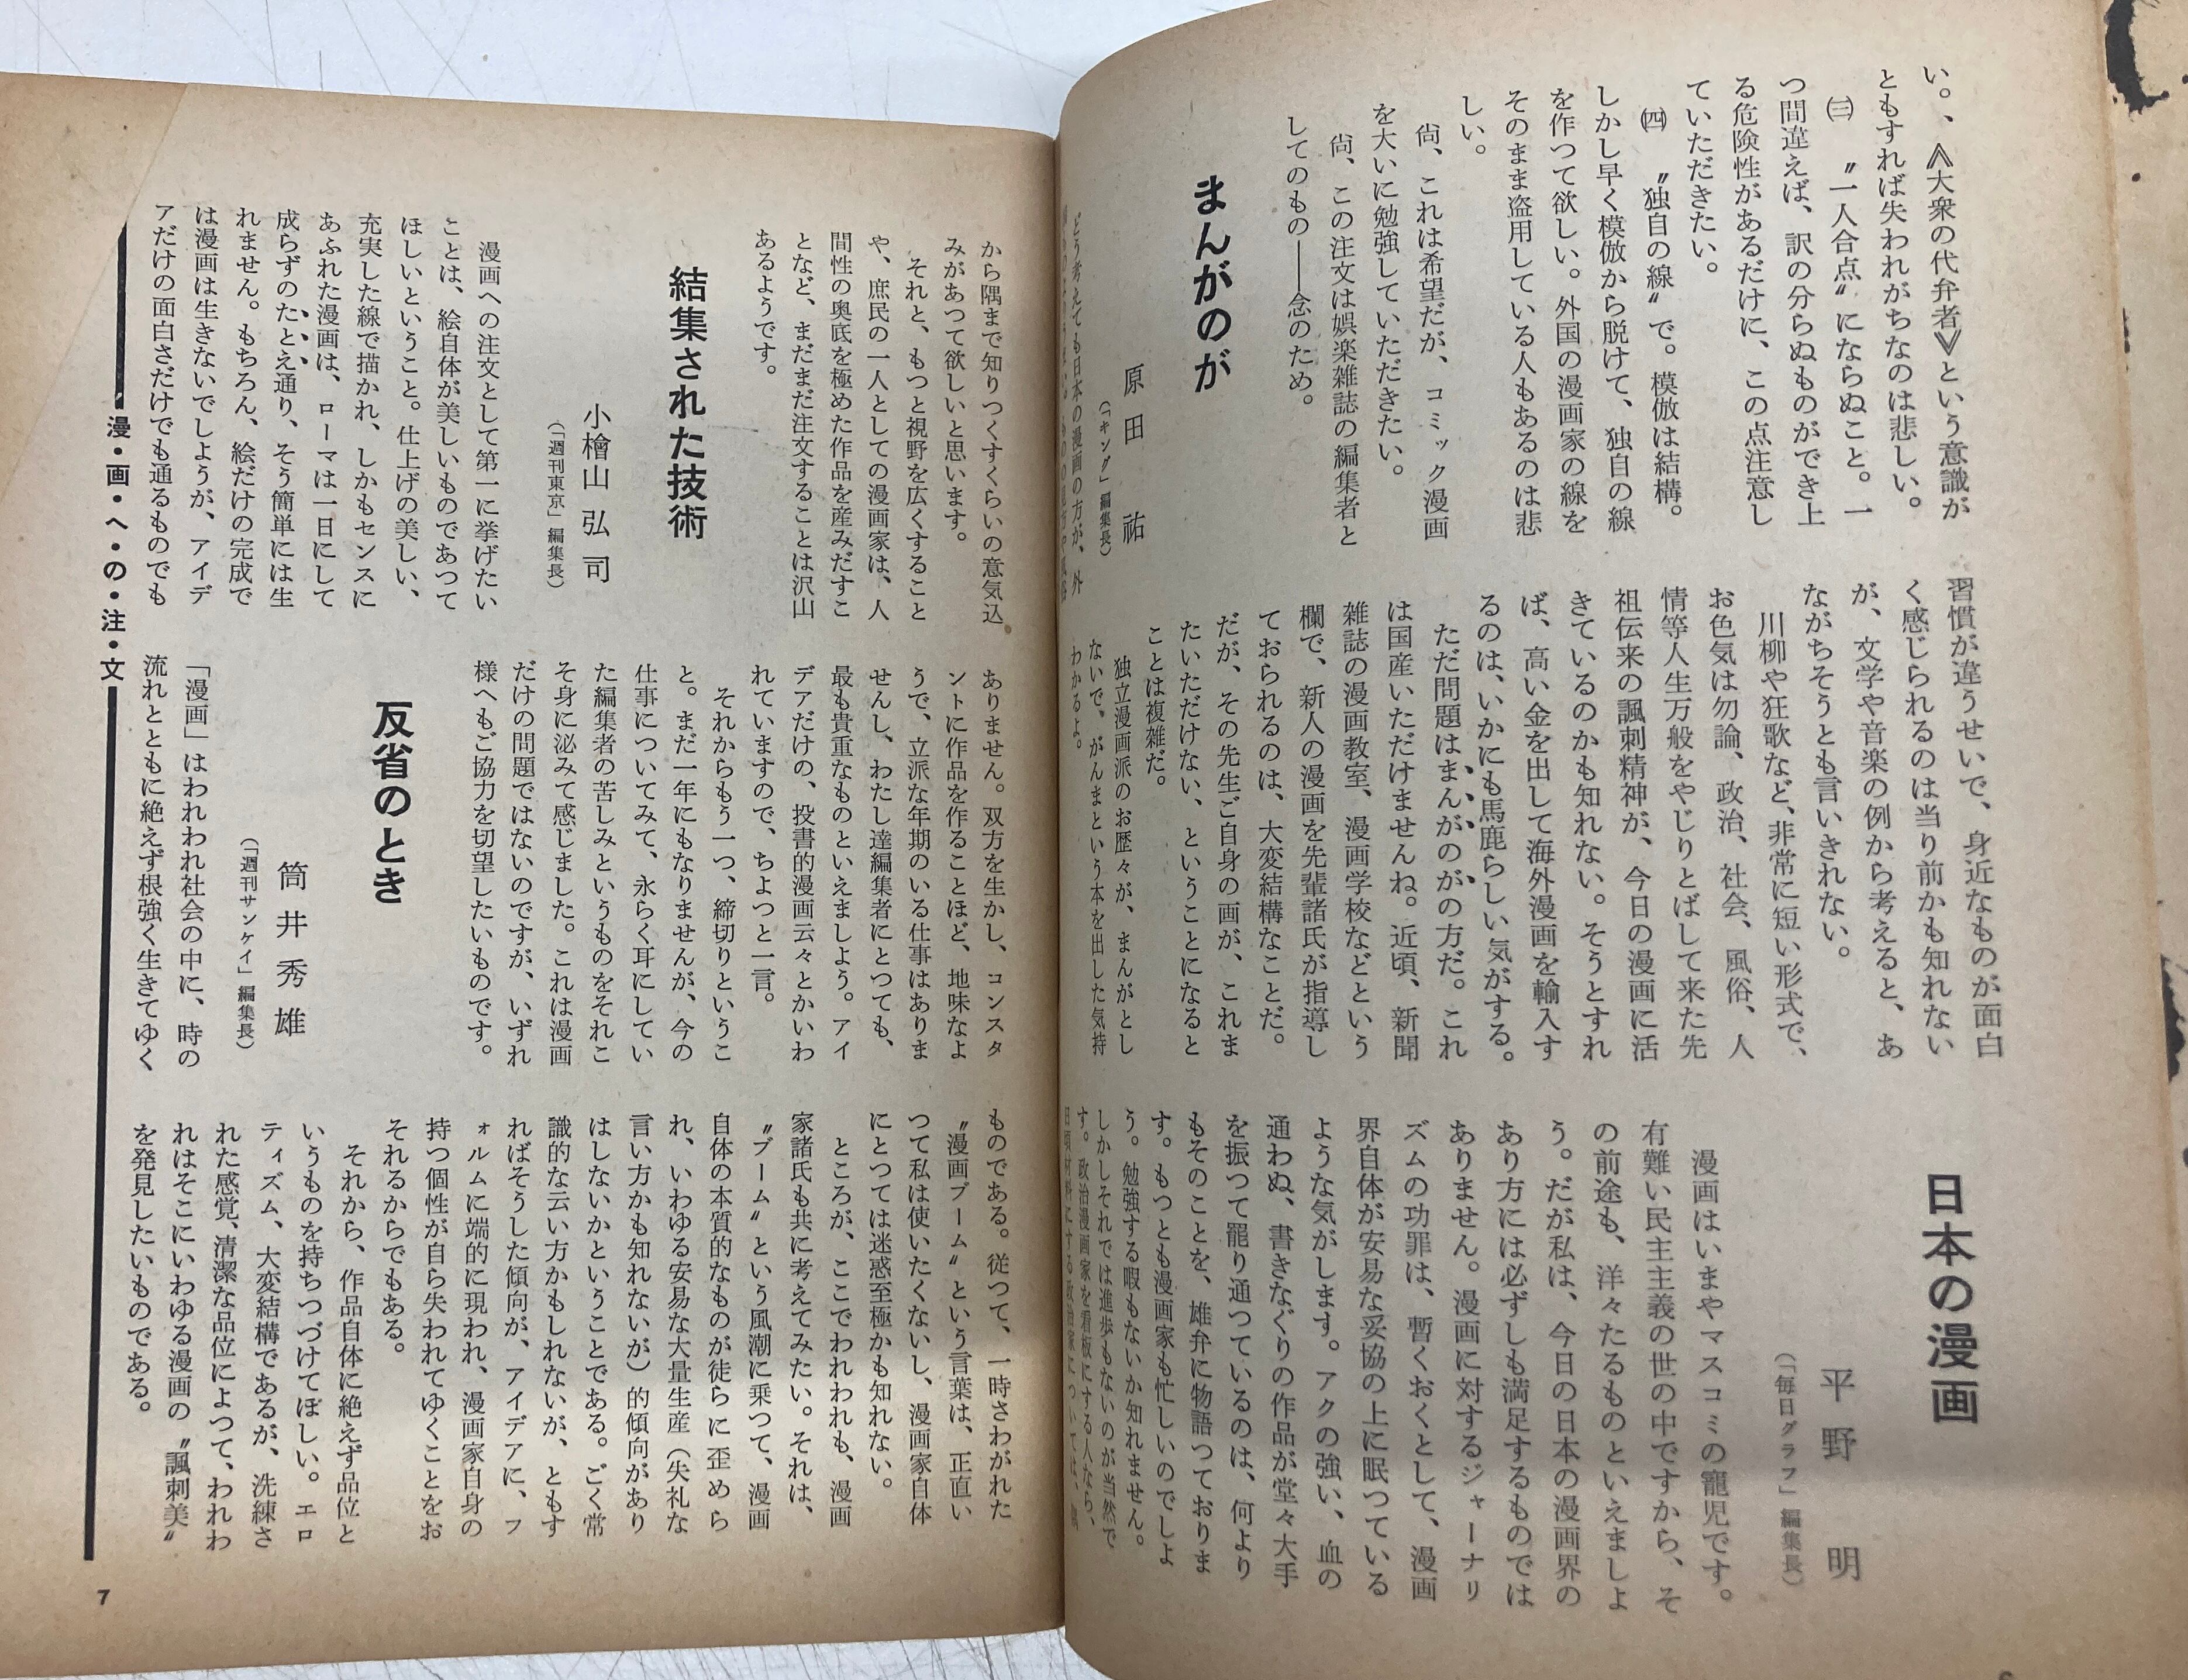 い。、≪大衆の代弁者≫という意識が
ともすれば失われがちなのは悲しい。
㈢　〝一人合点〟にならぬこと。一
つ間違えば、訳の分らぬものができ上
る危険性があるだけに、この点注意し
ていただきたい。
㈣　〝独自の線〟で。模倣は結構。
しかし早く模倣から脱けて、独自の線
を作つて欲しい。外国の漫画家の線を
そのまま盗用している人もあるのは悲
しい。
尙、これは希望だが、コミック漫画
を大いに勉強していただきたい。
尙、この注文は娯楽雑誌の編集者と
してのもの――念のため。
まんがのが
原田　祐
（「キング」編集長）
どう考えても日本の漫画の方が、外
習慣が違うせいで、身近なものが面白
く感じられるのは当り前かも知れない
が、文学や音楽の例から考えると、あ
ながちそうとも言いきれない。
川柳や狂歌など、非常に短い形式で、
お色気は勿論、政治、社会、風俗、人
情等人生万般をやじりとばして来た先
祖伝来の諷刺精神が、今日の漫画に活
きているのかも知れない。そうとすれ
ば、高い金を出して海外漫画を輸入す
るのは、いかにも馬鹿らしい気がする。
ただ問題はまんがのがの方だ。これ
は国産いただけませんね。近頃、新聞
雑誌の漫画教室、漫画学校などという
欄で、新人の漫画を先輩諸氏が指導し
ておられるのは、大変結構なことだ。
だが、その先生ご自身の画が、これま
たいただけない、ということになると
ことは複雑だ。
独立漫画派のお歴々が、まんがとし
ないで、がんまという本を出した気持
わかるよ。
日本の漫画
平野　明
（「毎日グラフ」編集長）
漫画はいまやマスコミの寵児です。
有難い民主主義の世の中ですから、そ
の前途も、洋々たるものといえましよ
う。だが私は、今日の日本の漫画界の
あり方には必ずしも満足するものでは
ありません。漫画に対するジャーナリ
ズムの功罪は、暫くおくとして、漫画
界自体が安易な妥協の上に眠つている
ような気がします。アクの強い、血の
通わぬ、書きなぐりの作品が堂々大手
を振つて罷り通つているのは、何より
もそのことを、雄弁に物語つておりま
す。もつとも漫画家も忙しいのでしよ
う。勉強する暇もないか知れません。
しかしそれでは進歩もないのが当然で
す。政治漫画家を看板にする人なら、
から隅まで知りつくすくらいの意気込
みがあつて欲しいと思います。
それと、もつと視野を広くすること
や、庶民の一人としての漫画家は、人
間性の奥底を極めた作品を産みだすこ
となど、まだまだ注文することは沢山
あるようです。
結集された技術
小檜山弘司
（「週刊東京」編集長）
漫画への注文として第一に挙げたい
ことは、絵自体が美しいものであつて
ほしいということ。仕上げの美しい、
充実した線で描かれ、しかもセンスに
あふれた漫画は、ローマは一日にして
成らずのたとえ通り、そう簡単には生
れません。もちろん、絵だけの完成で
は漫画は生きないでしようが、アイデ
アだけの面白さだけでも通るものでも
ありません。双方を生かし、コンスタ
ントに作品を作ることほど、地味なよ
うで、立派な年期のいる仕事はありま
せんし、わたし達編集者にとつても、
最も貴重なものといえましよう。アイ
デアだけの、投書的漫画云々とかいわ
れていますので、ちよつと一言。
それからもう一つ、締切りというこ
と。まだ一年にもなりませんが、今の
仕事についてみて、永らく耳にしてい
た編集者の苦しみというものをそれこ
そ身に泌みて感じました。これは漫画
だけの問題ではないのですが、いずれ
様へもご協力を切望したいものです。
反省のとき
筒井秀雄
（「週刊サンケイ」編集長）
「漫画」はわれわれ社会の中に、時の
流れとともに絶えず根強く生きてゆく
ものである。従つて、一時さわがれた
〝漫画ブーム〟という言葉は、正直い
つて私は使いたくないし、漫画家自体
にとつては迷惑至極かも知れない。
ところが、ここでわれわれも、漫画
家諸氏も共に考えてみたい。それは、
〝ブーム〟という風潮に乗つて、漫画
自体の本質的なものが徒らに歪めら
れ、いわゆる安易な大量生産（失礼な
言い方かも知れないが）的傾向があり
はしないかということである。ごく常
識的な云い方かもしれないが、ともす
ればそうした傾向が、アイデアに、フ
ォルムに端的に現われ、漫画家自身の
持つ個性が自ら失われてゆくことをお
それるからでもある。
それから、作品自体に絶えず品位と
いうものを持ちつづけてほしい。エロ
ティズム、大変結構であるが、洗練さ
れた感覚、清潔な品位によつて、われわ
れはそこにいわゆる漫画の〝諷刺美〟
を発見したいものである。
漫・画・へ・の・注・文
7